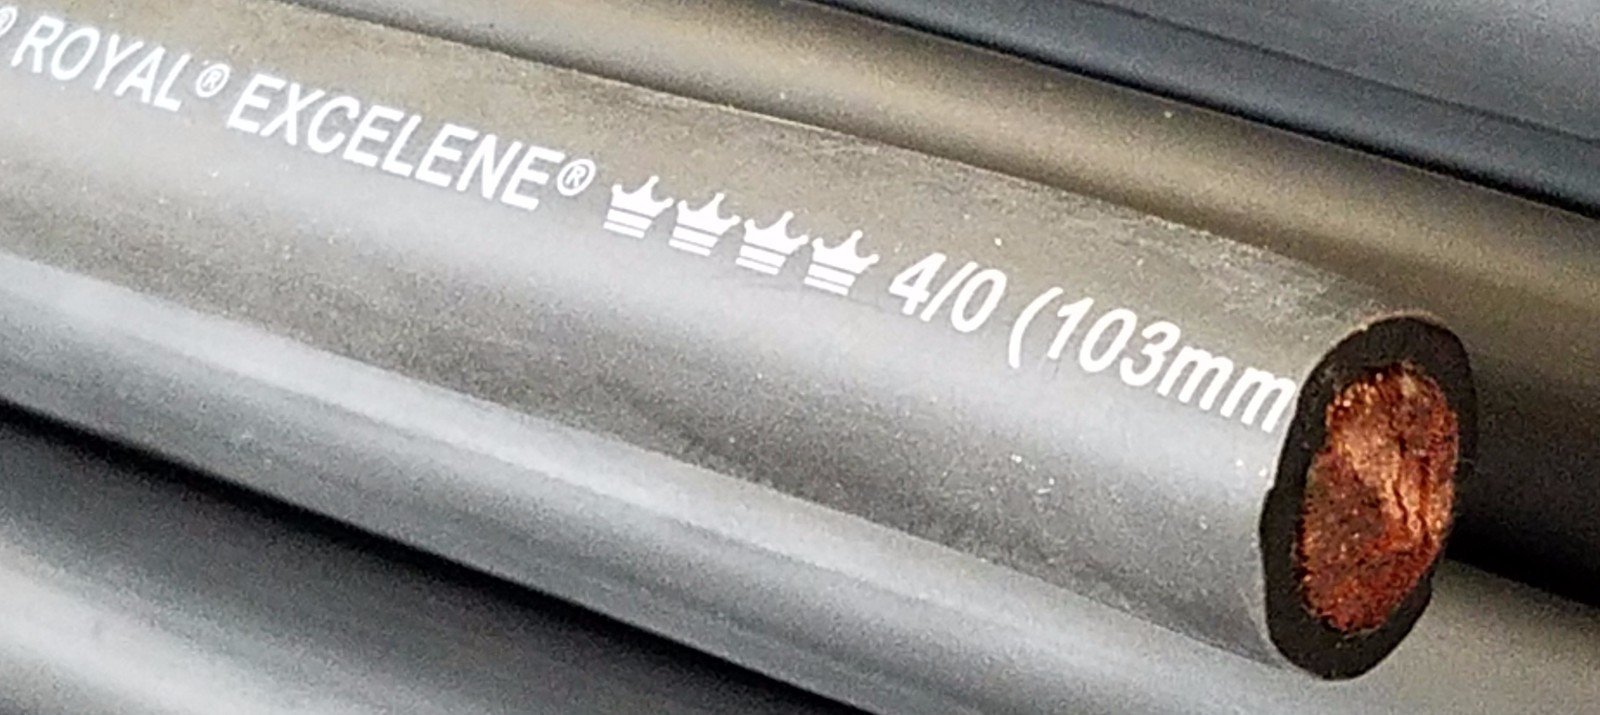 ® ROYAL® EXCELENE® 4/0 (103mm